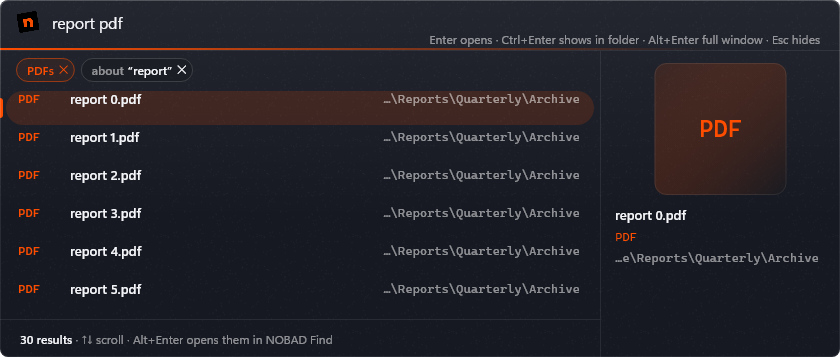 n report pdf
Enter opens · Ctrl+Enter shows in folder · Alt+Enter full window · Esc hides
PDFs ✕ about “report” ✕
PDF report 0.pdf …\Reports\Quarterly\Archive
PDF report 1.pdf …\Reports\Quarterly\Archive
PDF report 2.pdf …\Reports\Quarterly\Archive
PDF report 3.pdf …\Reports\Quarterly\Archive
PDF report 4.pdf …\Reports\Quarterly\Archive
PDF report 5.pdf …\Reports\Quarterly\Archive
30 results · ↑↓ scroll · Alt+Enter opens them in NOBAD Find
PDF
report 0.pdf
PDF
…e\Reports\Quarterly\Archive